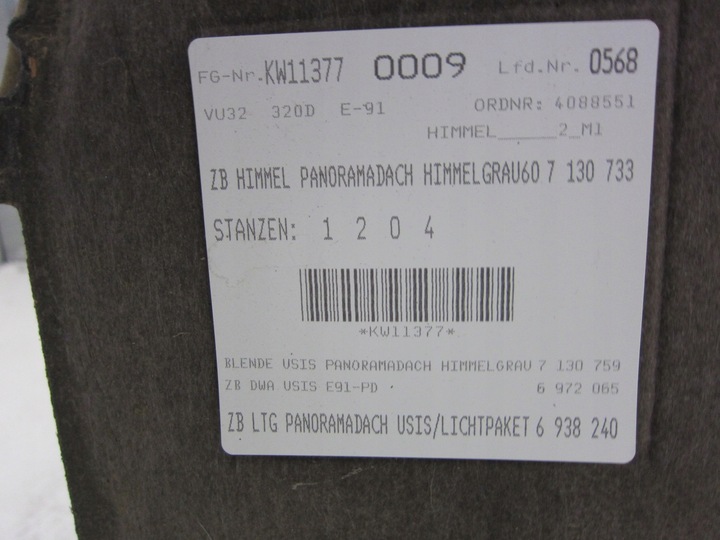 FG-Nr. KW11377 0009 Lfd.Nr. 0568
VU32 320D E-91 ORDNR: 4088551
HIMMEL_____2_M1
ZB HIMMEL PANORAMADACH HIMMELGRAU60 7 130 733
STANZEN: 1 2 0 4
*KW11377*
BLENDE USIS PANORAMADACH HIMMELGRAU 7 130 759
ZB DWA USIS E91-PD 6 972 065
ZB LTG PANORAMADACH USIS/LICHTPAKET 6 938 240